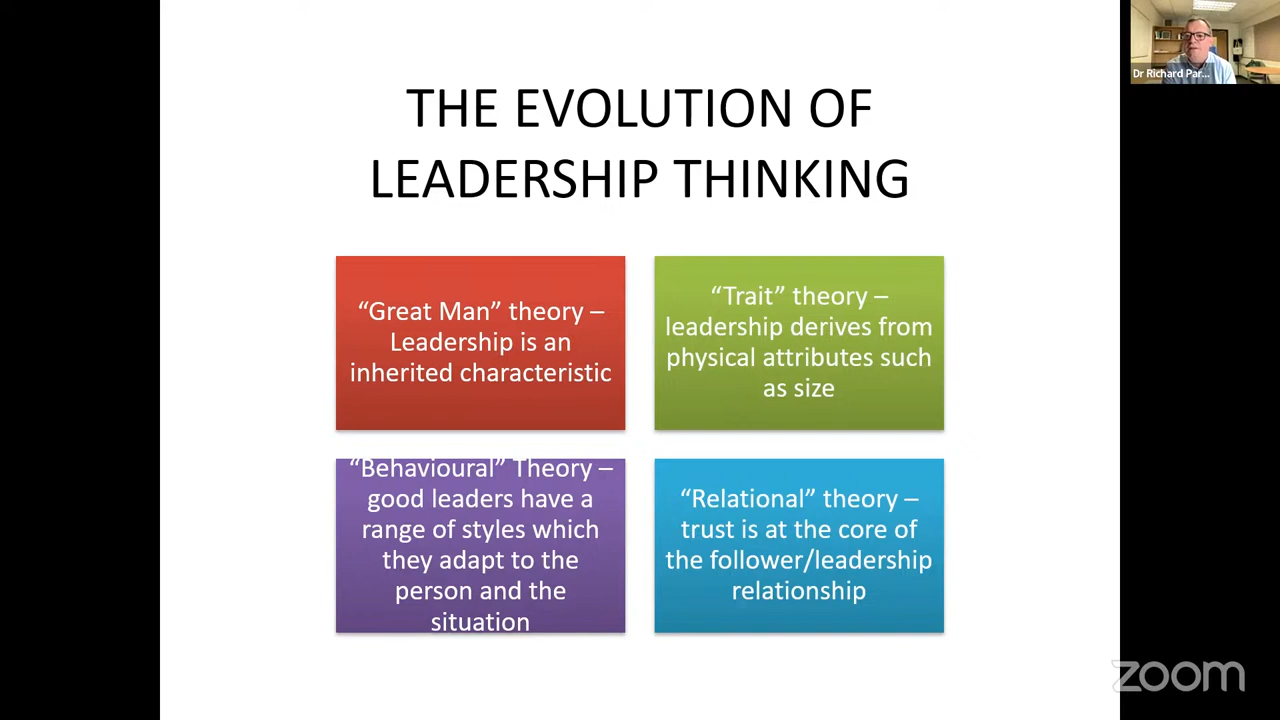 Dr Richard Par...
THE EVOLUTION OF
LEADERSHIP THINKING
“Great Man” theory –
Leadership is an
inherited characteristic
“Trait” theory –
leadership derives from
physical attributes such
as size
“Behavioural” Theory –
good leaders have a
range of styles which
they adapt to the
person and the
situation
“Relational” theory –
trust is at the core of
the follower/leadership
relationship
zoom